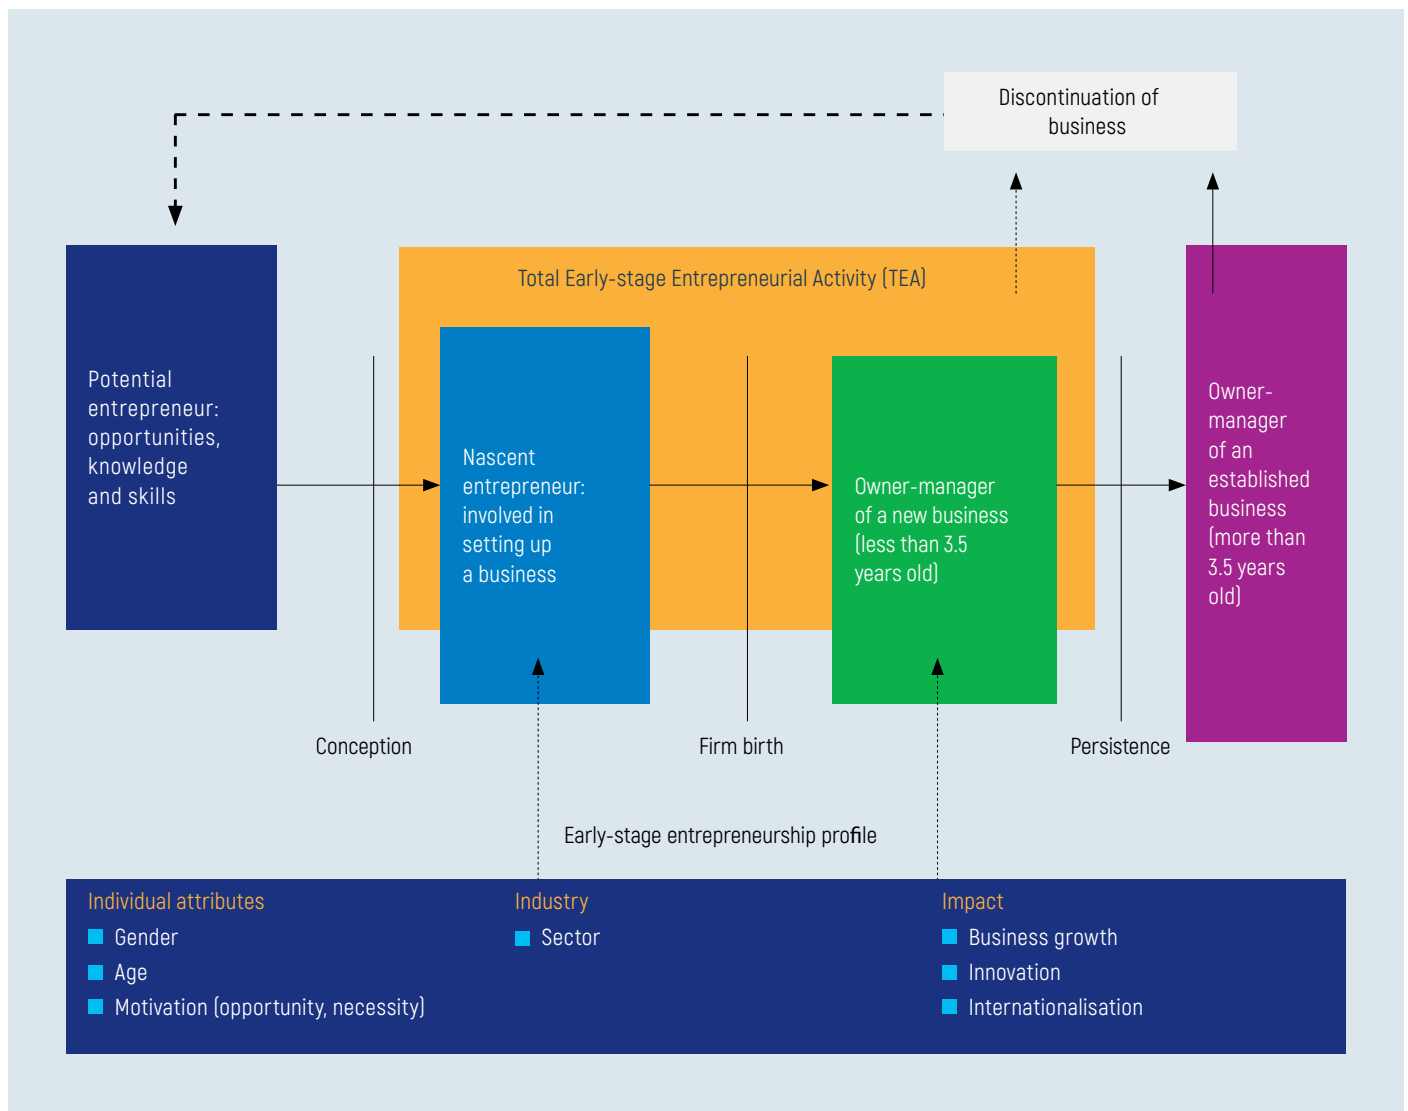 Discontinuation of
business
Total Early-stage Entrepreneurial Activity (TEA)
Potential
entrepreneur:
opportunities,
knowledge
and skills
Nascent
entrepreneur:
involved in
setting up
a business
Owner-manager
of a new business
(less than 3.5
years old)
Owner-
manager
of an
established
business
(more than
3.5 years
old)
Conception
Firm birth
Persistence
Early-stage entrepreneurship profile
Individual attributes
Gender
Age
Motivation (opportunity, necessity)
Industry
Sector
Impact
Business growth
Innovation
Internationalisation